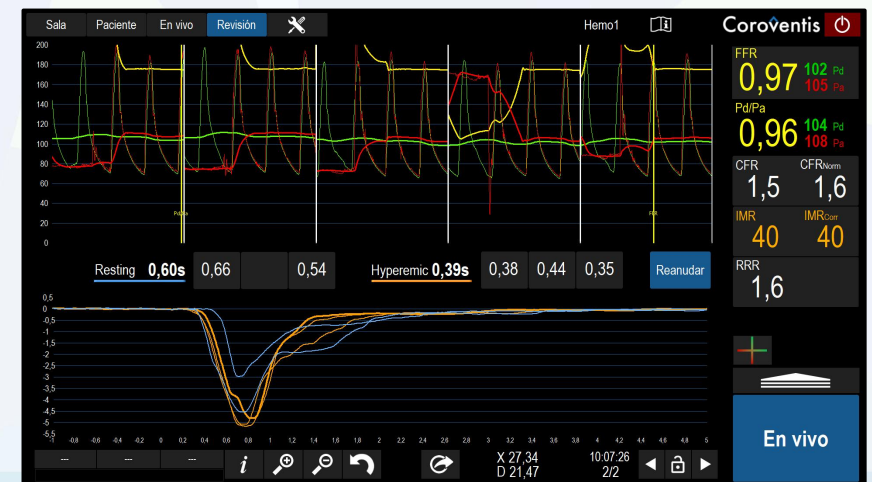 Sala Paciente En vivo Revisión Hemo1 Coroventis
200
180
160
140
120
100
80
60
40
20
0
Pd/Pa
FFR
FFR
0,97 102 Pd
105 Pa
Pd/Pa
0,96 104 Pd
108 Pa
CFR CFRNorm
1,5 1,6
IMR IMRCorr
40 40
RRR
1,6
Resting 0,60s 0,66 0,54 Hyperemic 0,39s 0,38 0,44 0,35 Reanudar
0,5
0
-0,5
-1
-1,5
-2
-2,5
-3
-3,5
-4
-4,5
-5
-5,5
-1 -0,8 -0,6 -0,4 -0,2 0 0,2 0,4 0,6 0,8 1 1,2 1,4 1,6 1,8 2 2,2 2,4 2,6 2,8 3 3,2 3,4 3,6 3,8 4 4,2 4,4 4,6 4,8 5
--- --- --- i X 27,34 10:07:26
D 21,47 2/2
En vivo